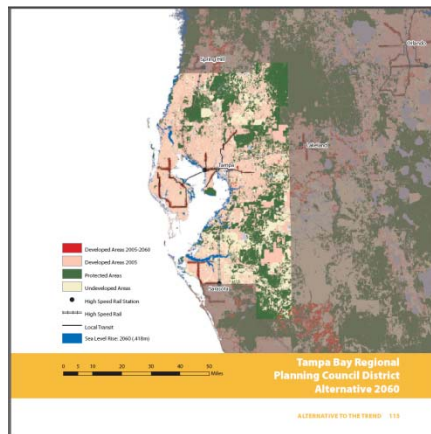 Orlando
Spring Hill
Lakeland
Tampa
Developed Areas 2005-2060
Developed Areas 2005
Protected Areas
Undeveloped Areas
High Speed Rail Station
High Speed Rail
Local Transit
Sea Level Rise: 2060 (.418m)
Sarasota
0 5 10 20 30 40 50
Miles
Tampa Bay Regional
Planning Council District
Alternative 2060
ALTERNATIVE TO THE TREND 115